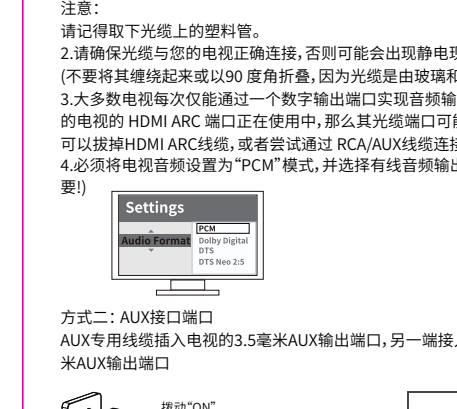 注意：
请记得取下光缆上的塑料管。
2.请确保光缆与您的电视正确连接，否则可能会出现静电
(不要将其缠绕起来或以90 度角折叠，因为光缆是由玻璃和
3.大多数电视每次仅能通过一个数字输出端口实现音频输
的电视的 HDMI ARC 端口正在使用中，那么其光缆端口可
可以拔掉HDMI ARC线缆，或者尝试通过 RCA/AUX线缆连
4.必须将电视音频设置为“PCM”模式，并选择有线音频输
要!)
Settings
Audio Format
PCM
Dolby Digital
DTS
DTS Neo 2:5
方式二：AUX接口端口
AUX专用线缆插入电视的3.5毫米AUX输出端口，另一端接
米AUX输出端口
拨动“ON”